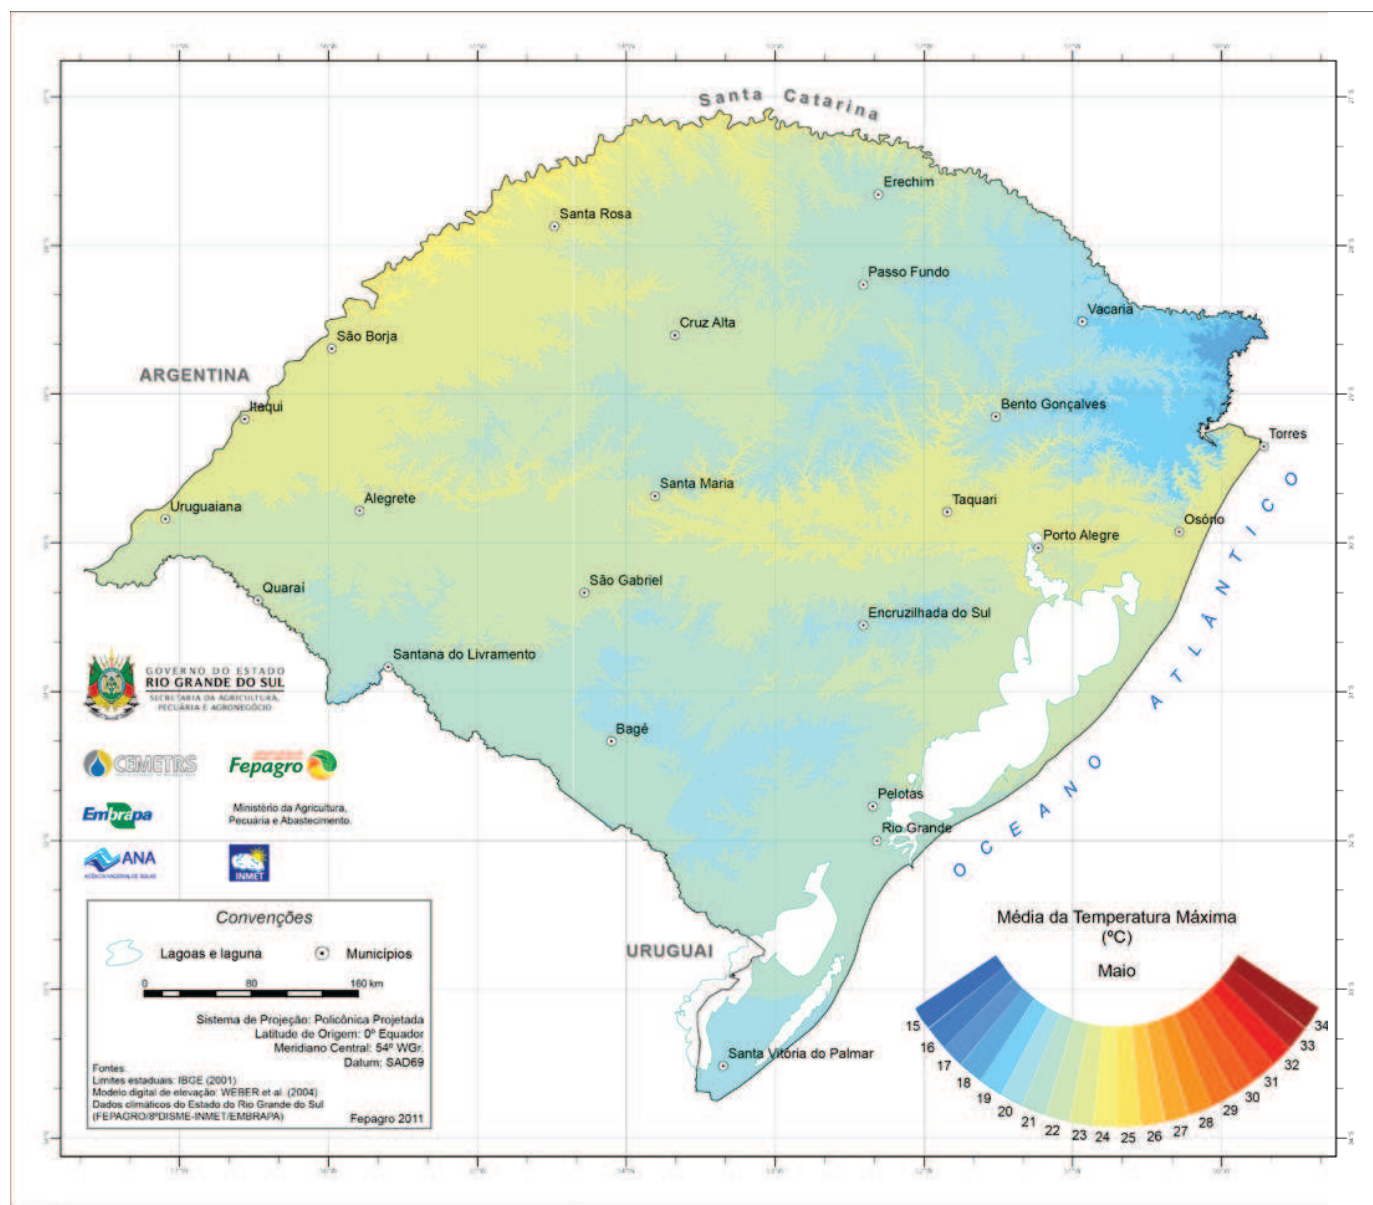 Santa Catarina
Erechim
Santa Rosa
Passo Fundo
Vacaria
Cruz Alta
São Borja
ARGENTINA
Itaqui
Bento Gonçalves
Torres
Santa Maria
Taquari
Alegrete
Uruguaiana
Osório
Porto Alegre
Quaraí
São Gabriel
Encruzilhada do Sul
OCEANO ATLÂNTICO
Santana do Livramento
Bagé
Pelotas
Rio Grande
URUGUAI
Santa Vitória do Palmar
GOVERNO DO ESTADO
RIO GRANDE DO SUL
SECRETARIA DA AGRICULTURA,
PECUÁRIA E AGRONEGÓCIO
CEMETRS
Fepagro
Embrapa
Ministério da Agricultura,
Pecuária e Abastecimento.
ANA
AGÊNCIA NACIONAL DE ÁGUAS
INMET
Convenções
Lagoas e laguna
Municípios
0 80 160 km
Sistema de Projeção: Policônica Projetada
Latitude de Origem: 0º Equador
Meridiano Central: 54º WGr.
Datum: SAD69
Fontes:
Limites estaduais: IBGE (2001)
Modelo digital de elevação: WEBER et al. (2004)
Dados climáticos do Estado do Rio Grande do Sul
(FEPAGRO/8ºDISME-INMET/EMBRAPA)
Fepagro 2011
Média da Temperatura Máxima
(ºC)
Maio
15 16 17 18 19 20 21 22 23 24 25 26 27 28 29 30 31 32 33 34